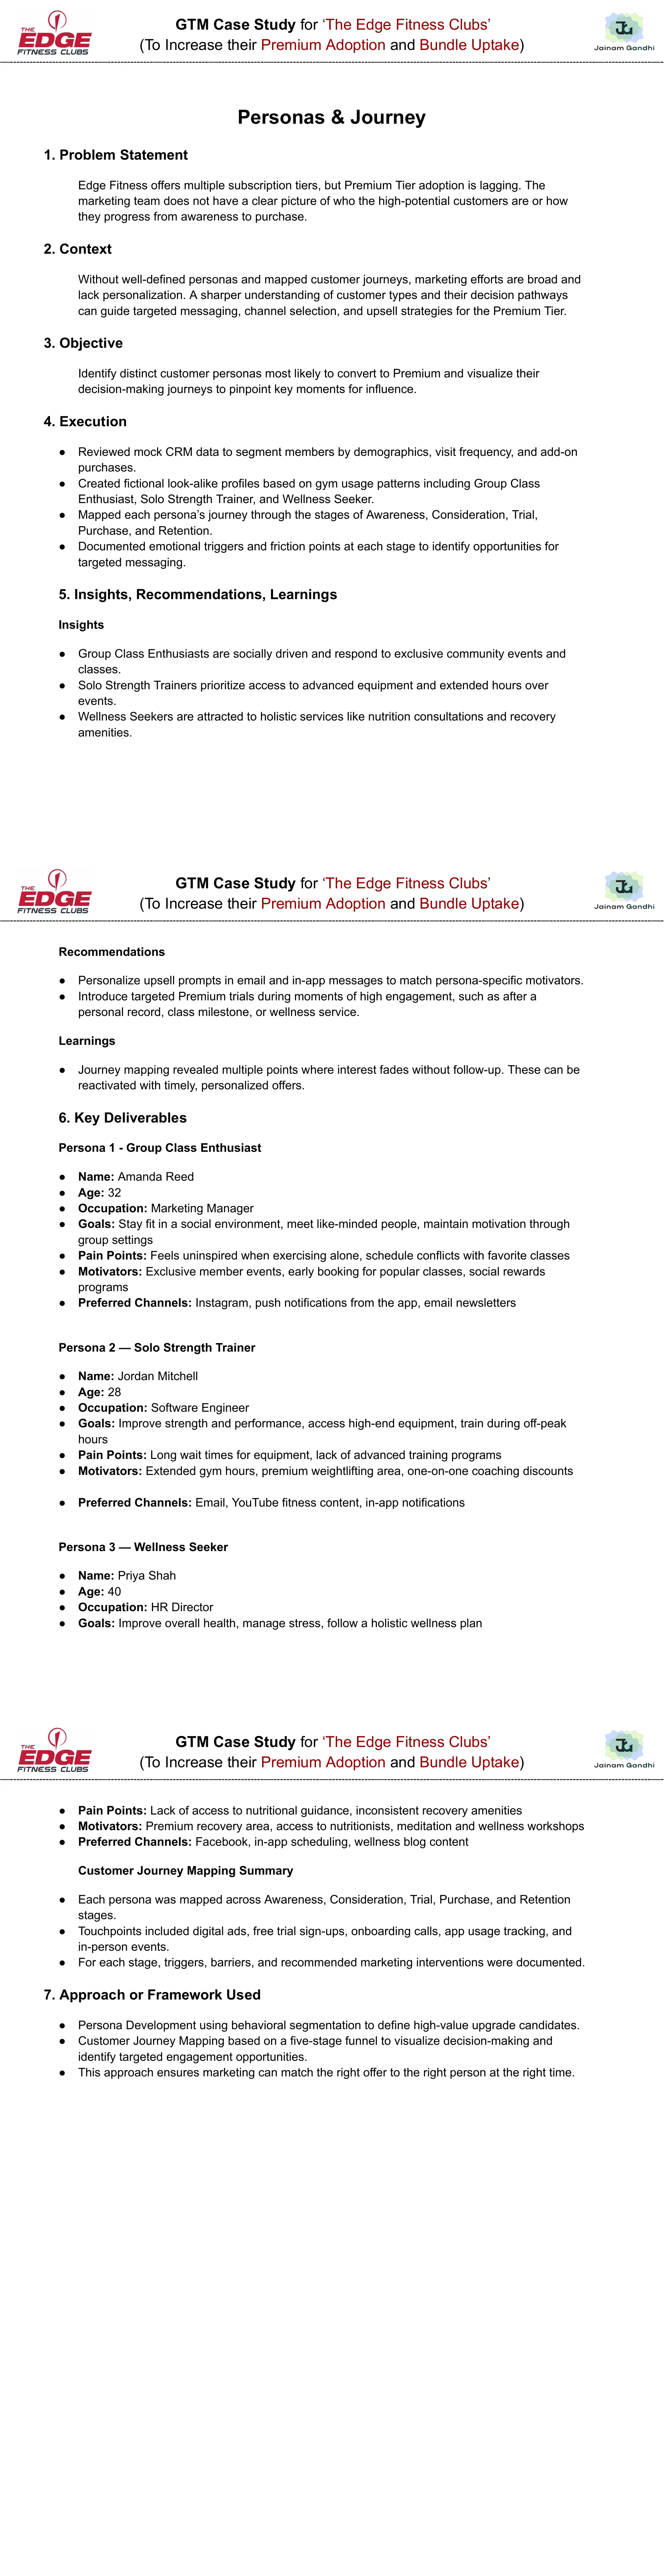 THE
EDGE
FITNESS CLUBS
GTM Case Study for ‘The Edge Fitness Clubs’
(To Increase their Premium Adoption and Bundle Uptake)
Jainam Gandhi
Personas & Journey
1. Problem Statement
Edge Fitness offers multiple subscription tiers, but Premium Tier adoption is lagging. The
marketing team does not have a clear picture of who the high-potential customers are or how
they progress from awareness to purchase.
2. Context
Without well-defined personas and mapped customer journeys, marketing efforts are broad and
lack personalization. A sharper understanding of customer types and their decision pathways
can guide targeted messaging, channel selection, and upsell strategies for the Premium Tier.
3. Objective
Identify distinct customer personas most likely to convert to Premium and visualize their
decision-making journeys to pinpoint key moments for influence.
4. Execution
● Reviewed mock CRM data to segment members by demographics, visit frequency, and add-on
purchases.
● Created fictional look-alike profiles based on gym usage patterns including Group Class
Enthusiast, Solo Strength Trainer, and Wellness Seeker.
● Mapped each persona’s journey through the stages of Awareness, Consideration, Trial,
Purchase, and Retention.
● Documented emotional triggers and friction points at each stage to identify opportunities for
targeted messaging.
5. Insights, Recommendations, Learnings
Insights
● Group Class Enthusiasts are socially driven and respond to exclusive community events and
classes.
● Solo Strength Trainers prioritize access to advanced equipment and extended hours over
events.
● Wellness Seekers are attracted to holistic services like nutrition consultations and recovery
amenities.
THE
EDGE
FITNESS CLUBS
GTM Case Study for ‘The Edge Fitness Clubs’
(To Increase their Premium Adoption and Bundle Uptake)
Jainam Gandhi
Recommendations
● Personalize upsell prompts in email and in-app messages to match persona-specific motivators.
● Introduce targeted Premium trials during moments of high engagement, such as after a
personal record, class milestone, or wellness service.
Learnings
● Journey mapping revealed multiple points where interest fades without follow-up. These can be
reactivated with timely, personalized offers.
6. Key Deliverables
Persona 1 - Group Class Enthusiast
● Name: Amanda Reed
● Age: 32
● Occupation: Marketing Manager
● Goals: Stay fit in a social environment, meet like-minded people, maintain motivation through
group settings
● Pain Points: Feels uninspired when exercising alone, schedule conflicts with favorite classes
● Motivators: Exclusive member events, early booking for popular classes, social rewards
programs
● Preferred Channels: Instagram, push notifications from the app, email newsletters
Persona 2 — Solo Strength Trainer
● Name: Jordan Mitchell
● Age: 28
● Occupation: Software Engineer
● Goals: Improve strength and performance, access high-end equipment, train during off-peak
hours
● Pain Points: Long wait times for equipment, lack of advanced training programs
● Motivators: Extended gym hours, premium weightlifting area, one-on-one coaching discounts
● Preferred Channels: Email, YouTube fitness content, in-app notifications
Persona 3 — Wellness Seeker
● Name: Priya Shah
● Age: 40
● Occupation: HR Director
● Goals: Improve overall health, manage stress, follow a holistic wellness plan
THE
EDGE
FITNESS CLUBS
GTM Case Study for ‘The Edge Fitness Clubs’
(To Increase their Premium Adoption and Bundle Uptake)
Jainam Gandhi
● Pain Points: Lack of access to nutritional guidance, inconsistent recovery amenities
● Motivators: Premium recovery area, access to nutritionists, meditation and wellness workshops
● Preferred Channels: Facebook, in-app scheduling, wellness blog content
Customer Journey Mapping Summary
● Each persona was mapped across Awareness, Consideration, Trial, Purchase, and Retention
stages.
● Touchpoints included digital ads, free trial sign-ups, onboarding calls, app usage tracking, and
in-person events.
● For each stage, triggers, barriers, and recommended marketing interventions were documented.
7. Approach or Framework Used
● Persona Development using behavioral segmentation to define high-value upgrade candidates.
● Customer Journey Mapping based on a five-stage funnel to visualize decision-making and
identify targeted engagement opportunities.
● This approach ensures marketing can match the right offer to the right person at the right time.